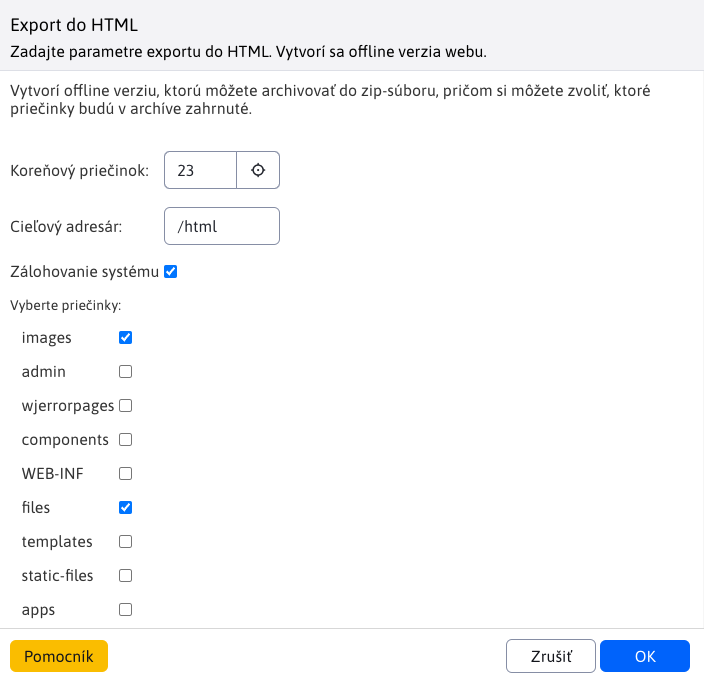 Export do HTML
Zadajte parametre exportu do HTML. Vytvorí sa offline verzia webu.
Vytvorí offline verziu, ktorú môžete archivovať do zip-súboru, pričom si môžete zvoliť, ktoré
priečinky budú v archíve zahrnuté.
Koreňový priečinok: 23
Cieľový adresár: /html
Zálohovanie systému
Vyberte priečinky:
images
admin
wjerrorpages
components
WEB-INF
files
templates
static-files
apps
Pomocník Zrušiť OK